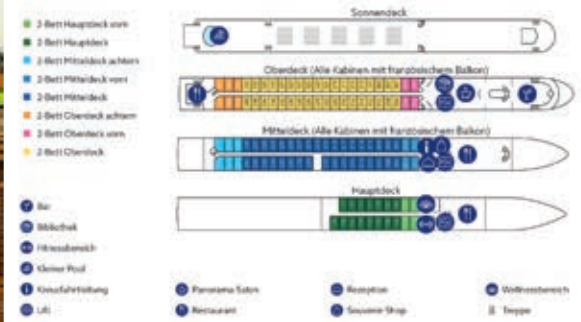 Sonnendeck
2-Bett Hauptdeck vorn
2-Bett Hauptdeck
2-Bett Mitteldeck achtern
2-Bett Mitteldeck vorn
2-Bett Mitteldeck
2-Bett Oberdeck achtern
2-Bett Oberdeck vorn
2-Bett Oberdeck
Oberdeck (Alle Kabinen mit französischem Balkon)
Mitteldeck (Alle Kabinen mit französischem Balkon)
Hauptdeck
Bar
Bibliothek
Fitnessbereich
Kleiner Pool
Kreuzfahrtleitung
Lift
Panorama Salon
Restaurant
Rezeption
Souvenir Shop
Wellnessbereich
Treppe